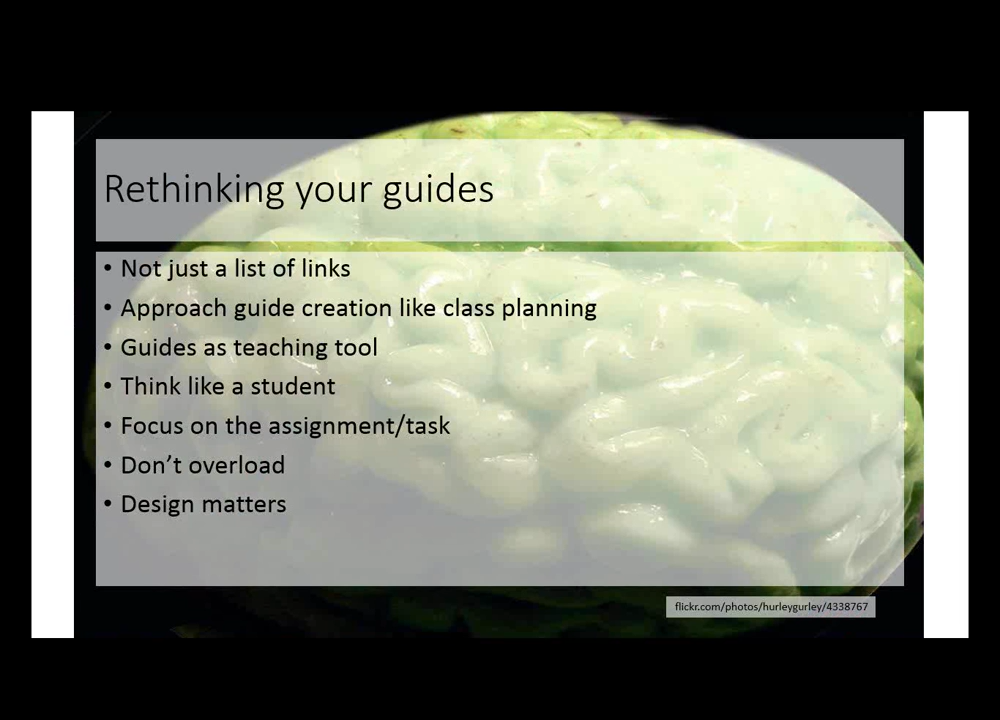 Rethinking your guides
• Not just a list of links
• Approach guide creation like class planning
• Guides as teaching tool
• Think like a student
• Focus on the assignment/task
• Don’t overload
• Design matters
flickr.com/photos/hurleygurley/4338767